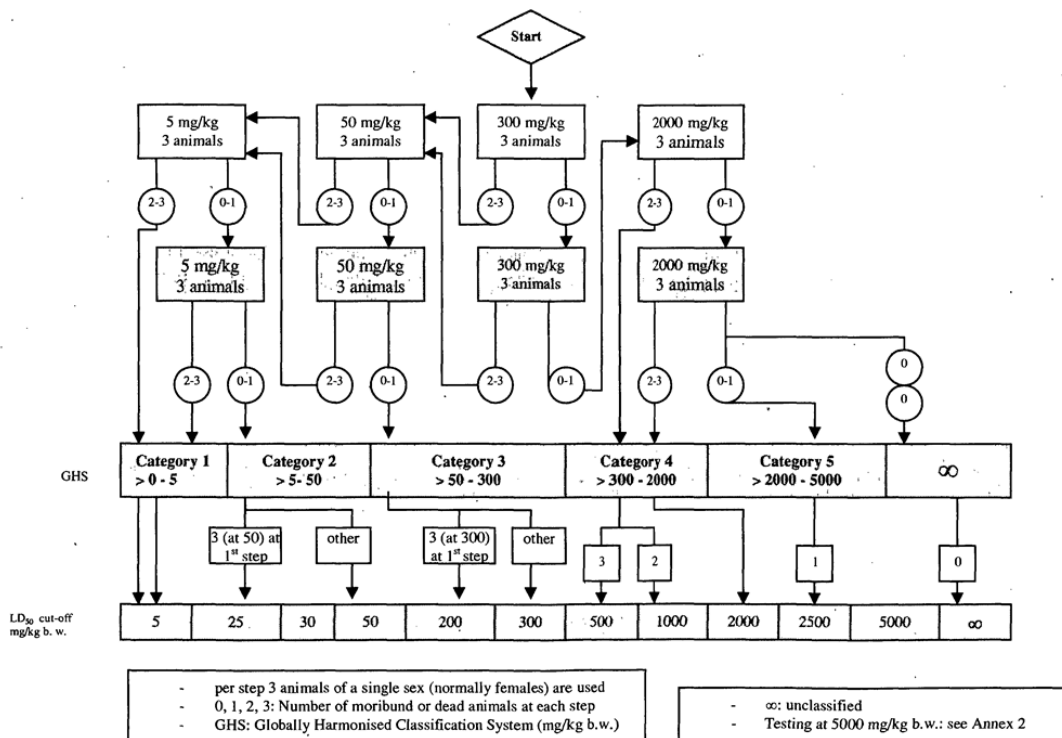 Start
5 mg/kg
3 animals
50 mg/kg
3 animals
300 mg/kg
3 animals
2000 mg/kg
3 animals
2-3
0-1
2-3
0-1
2-3
0-1
2-3
0-1
5 mg/kg
3 animals
50 mg/kg
3 animals
300 mg/kg
3 animals
2000 mg/kg
3 animals
0
2-3
0-1
2-3
0-1
2-3
0-1
2-3
0-1
0
GHS
Category 1
> 0 - 5
Category 2
> 5- 50
Category 3
> 50 - 300
Category 4
> 300 - 2000
Category 5
> 2000 - 5000
∞
3 (at 50) at
1st step
other
3 (at 300)
at 1st step
other
3
2
1
0
LD50 cut-off
mg/kg b. w.
5
25
30
50
200
300
500
1000
2000
2500
5000
∞
- per step 3 animals of a single sex (normally females) are used
- 0, 1, 2, 3: Number of moribund or dead animals at each step
- GHS: Globally Harmonised Classification System (mg/kg b.w.)
- ∞: unclassified
- Testing at 5000 mg/kg b.w.: see Annex 2